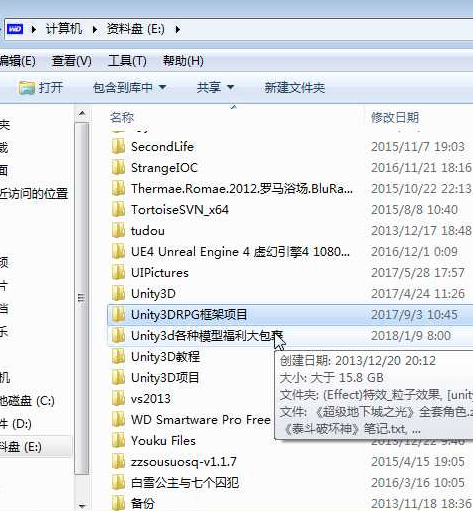 WD 计算机 资料盘 (E:)
编辑(E) 查看(V) 工具(T) 帮助(H)
打开 包含到库中 共享 新建文件夹
名称 修改日期
SecondLife 2015/11/7 19:03
StrangeIOC 2016/11/21 18:16
Thermae.Romae.2012.罗马浴场.BluRa... 2015/10/22 22:13
近访问的位置
TortoiseSVN_x64 2015/8/8 10:40
tudou 2013/12/17 18:48
UE4 Unreal Engine 4 虚幻引擎4 1080... 2016/12/1 0:09
UIPictures 2017/5/28 17:57
Unity3D 2017/4/24 11:26
Unity3DRPG框架项目 2017/9/3 10:45
Unity3d各种模型福利大包 2018/1/9 8:00
乐
Unity3D教程
创建日期: 2013/12/20 20:12
机
Unity3D项目
大小: 大于 15.8 GB
地磁盘 (C:)
vs2013
文件夹: (Effect)特效_粒子效果, [unity
盘 (D:)
WD Smartware Pro Free
文件: 《超级地下城之光》全套角色.z
《泰斗破坏神》笔记.txt, ...
料盘 (E:)
Youku Files 2013/12/22 9:46
zzsousuosq-v1.1.7 2015/4/15 19:05
白雪公主与七个囚犯 2016/3/16 10:05
备份 2013/11/18 18:36